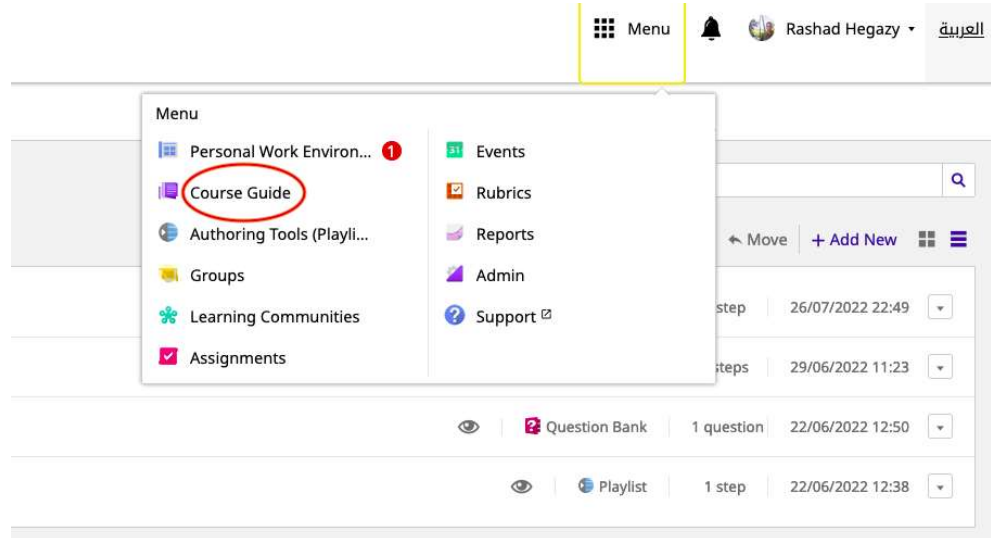 Menu
Rashad Hegazy
العربية
Menu
Personal Work Environ... 1
Course Guide
Authoring Tools (Playli...
Groups
Learning Communities
Assignments
31 Events
Rubrics
Reports
Admin
? Support
Move + Add New
step 26/07/2022 22:49
steps 29/06/2022 11:23
? Question Bank 1 question 22/06/2022 12:50
Playlist 1 step 22/06/2022 12:38